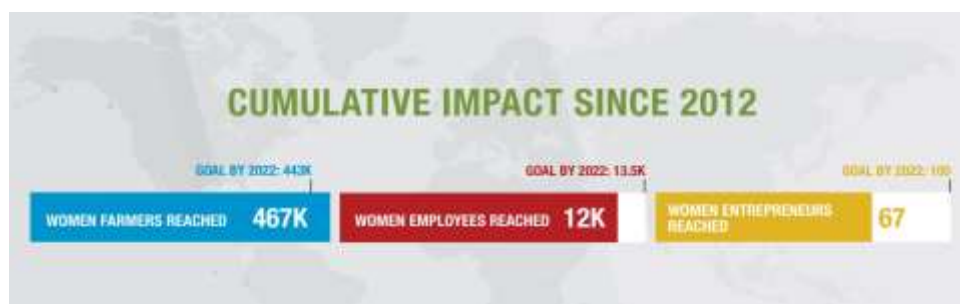 CUMULATIVE IMPACT SINCE 2012
GOAL BY 2022: 443K
GOAL BY 2022: 13.5K
GOAL BY 2022: 100
WOMEN FARMERS REACHED 467K
WOMEN EMPLOYEES REACHED 12K
WOMEN ENTREPRENEURS
REACHED
67